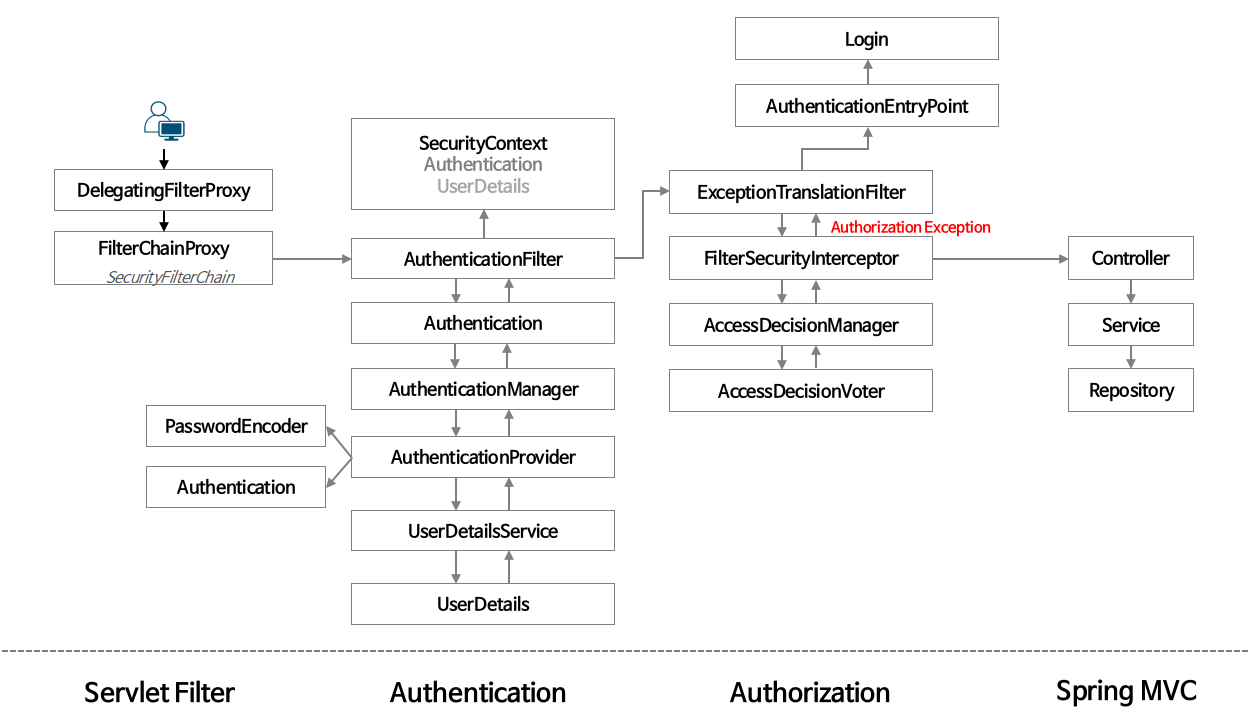 DelegatingFilterProxy
FilterChainProxy
SecurityFilterChain
SecurityContext
Authentication
UserDetails
AuthenticationFilter
Authentication
AuthenticationManager
AuthenticationProvider
PasswordEncoder
Authentication
UserDetailsService
UserDetails
Login
AuthenticationEntryPoint
ExceptionTranslationFilter
Authorization Exception
FilterSecurityInterceptor
AccessDecisionManager
AccessDecisionVoter
Controller
Service
Repository
Servlet Filter
Authentication
Authorization
Spring MVC